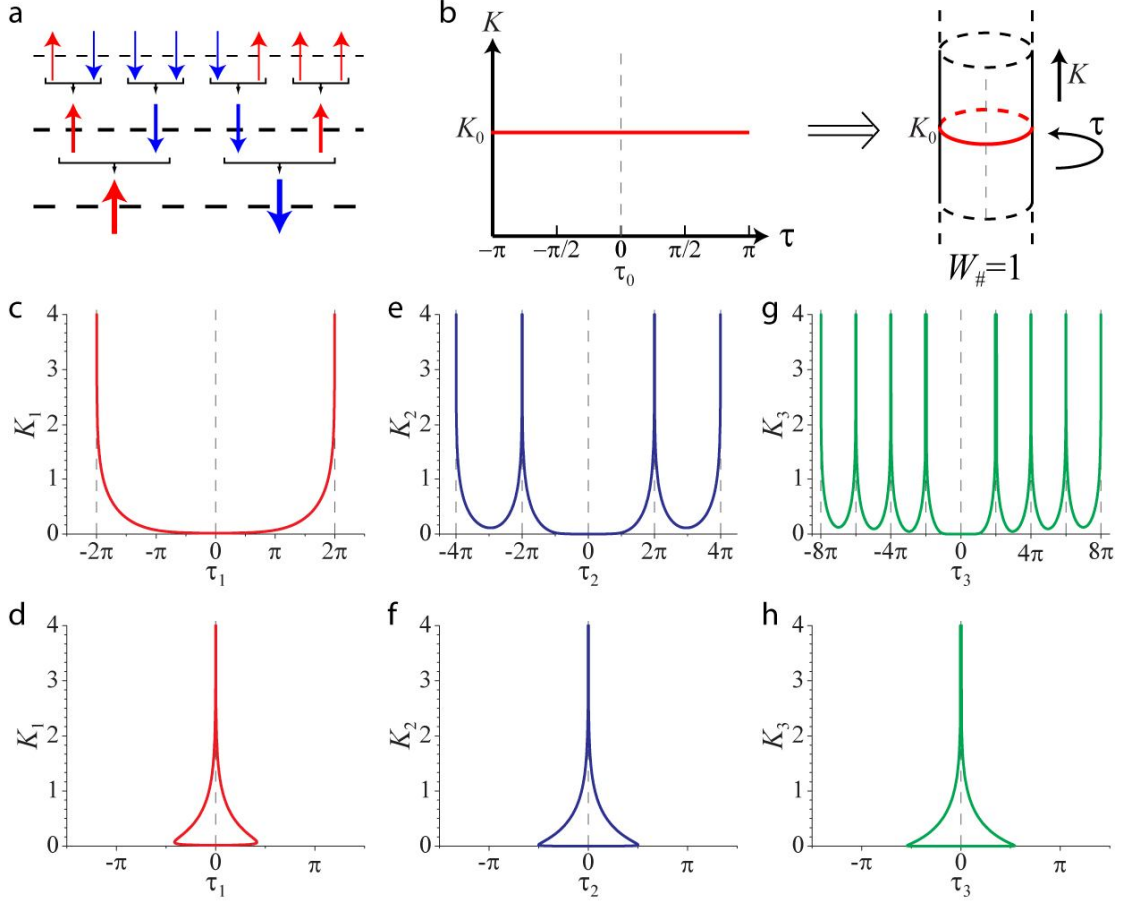 a
b
K
K₀
−π
−π/2
0
π/2
π
τ
τ₀
K
K₀
τ
W#=1
c
4
3
2
1
0
K₁
-2π
-π
0
π
2π
τ₁
e
4
3
2
1
0
K₂
-4π
-2π
0
2π
4π
τ₂
g
4
3
2
1
0
K₃
-8π
-4π
0
4π
8π
τ₃
d
4
3
2
1
0
K₁
-π
0
π
τ₁
f
4
3
2
1
0
K₂
-π
0
π
τ₂
h
4
3
2
1
0
K₃
-π
0
π
τ₃